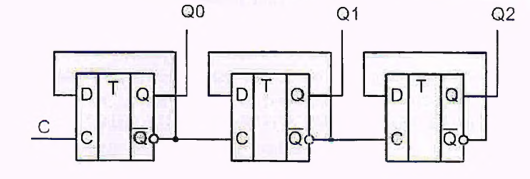 Q0 Q1 Q2
T T T
D Q D Q D Q
C C Q̅ C Q̅ C Q̅